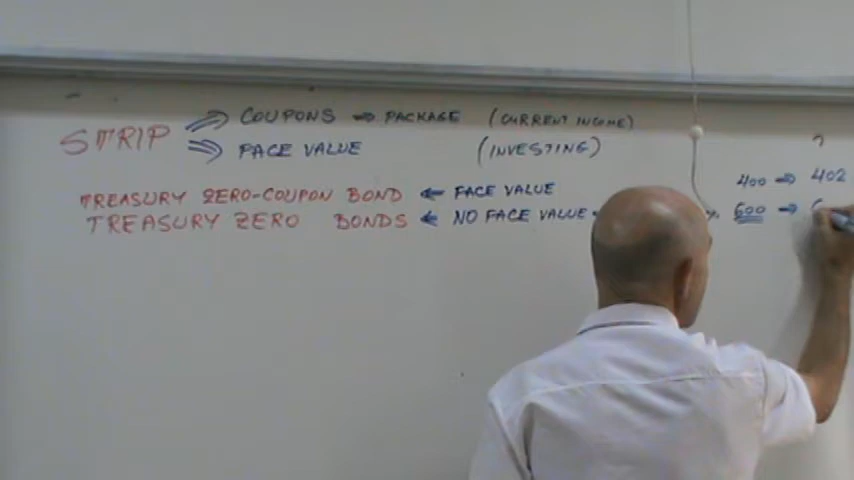 STRIP
COUPONS → PACKAGE (CURRENT INCOME)
FACE VALUE (INVESTING)
TREASURY ZERO-COUPON BOND ← FACE VALUE
TREASURY ZERO BONDS ← NO FACE VALUE
?
400 → 402
600 → 6